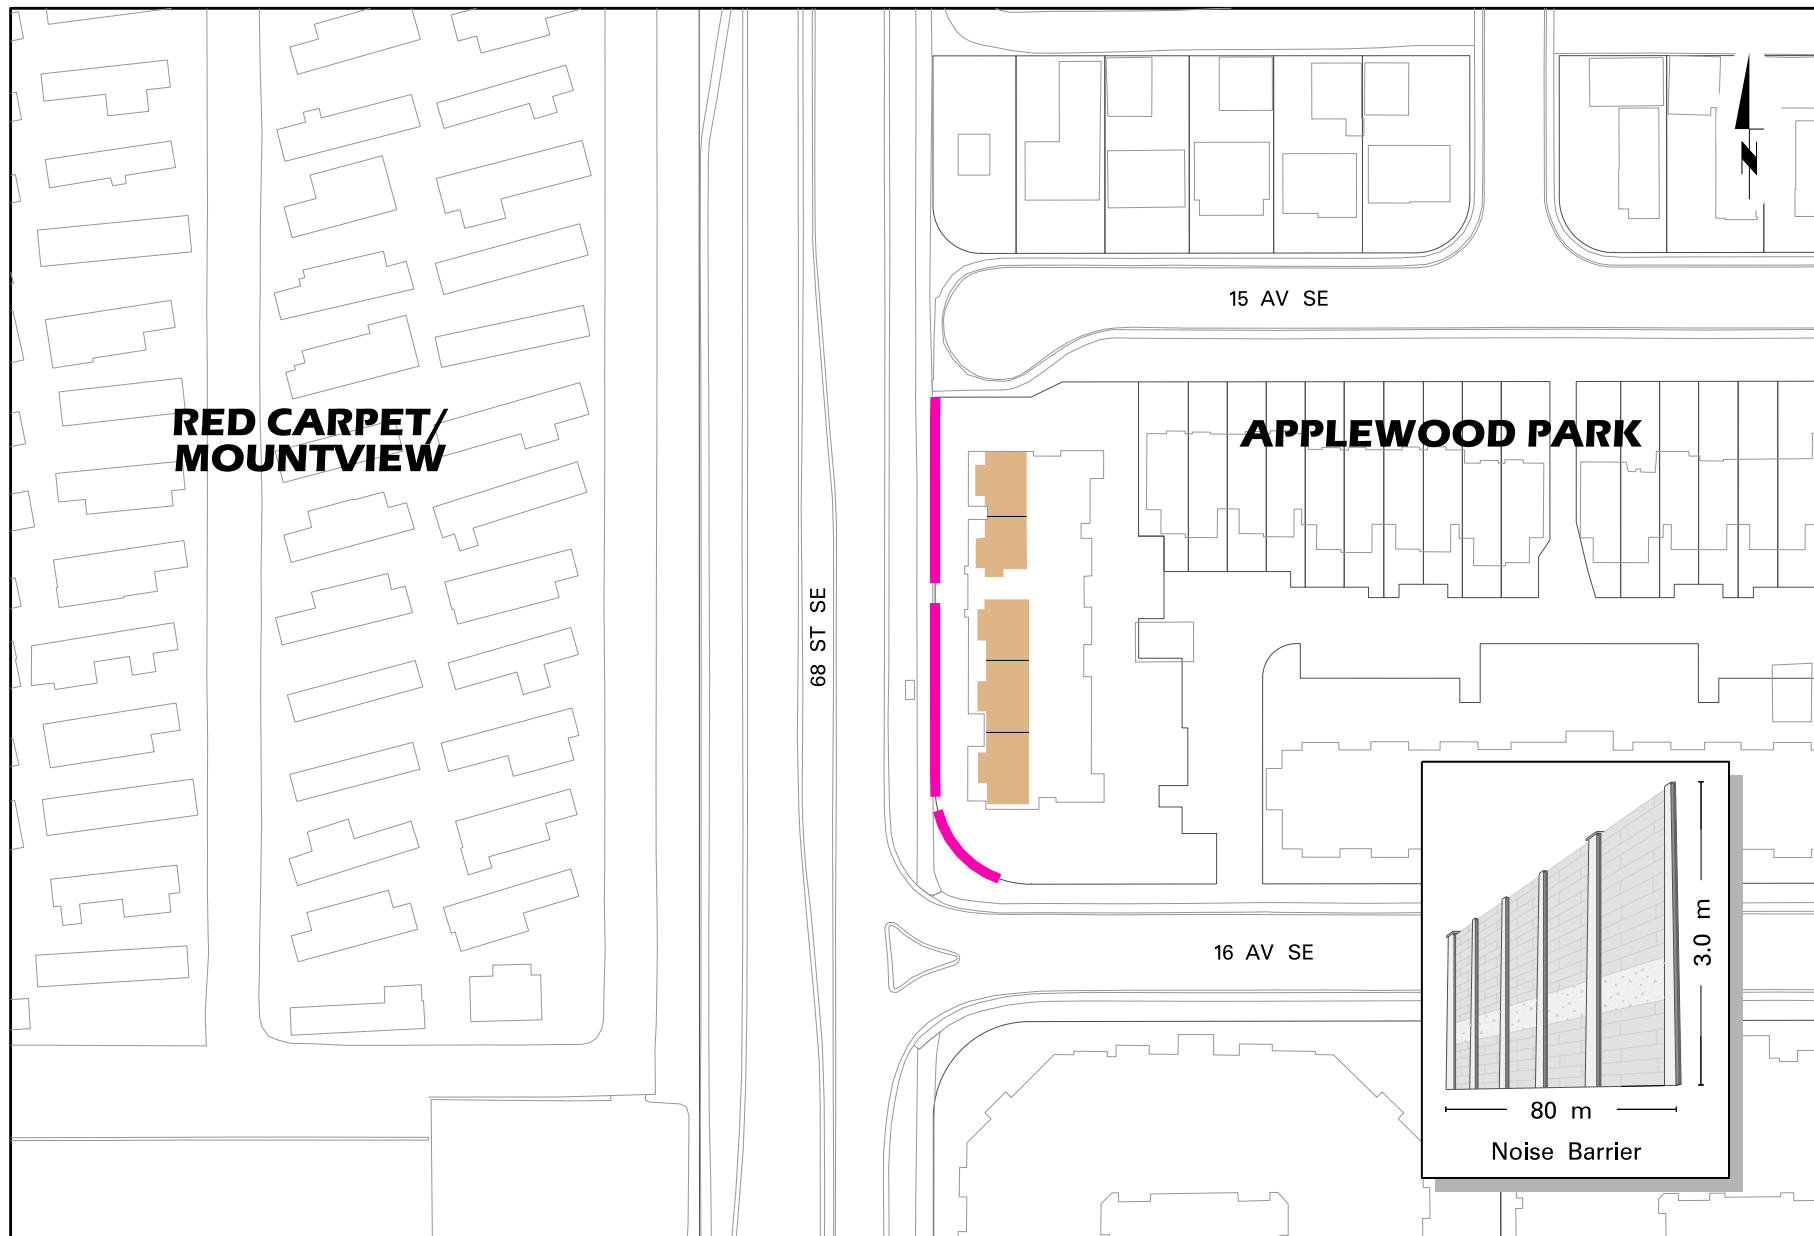 15 AV SE
RED CARPET/
MOUNTVIEW
APPLEWOOD PARK
68 ST SE
16 AV SE
N
3.0 m
80 m
Noise Barrier